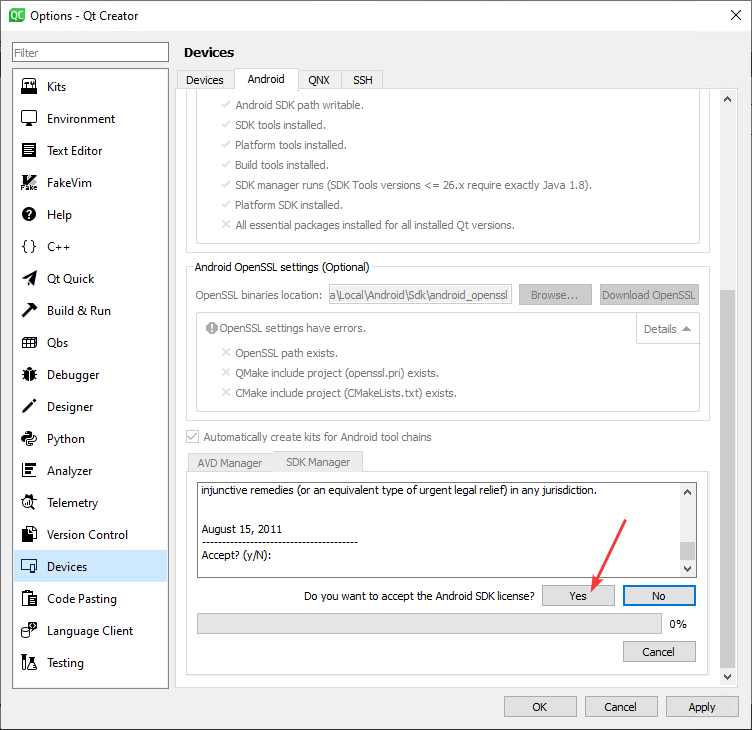 QC Options - Qt Creator
Filter
Kits
Environment
Text Editor
FakeVim
Help
C++
Qt Quick
Build & Run
Qbs
Debugger
Designer
Python
Analyzer
Telemetry
Version Control
Devices
Code Pasting
Language Client
Testing
Devices
Devices Android QNX SSH
Android SDK path writable.
SDK tools installed.
Platform tools installed.
Build tools installed.
SDK manager runs (SDK Tools versions <= 26.x require exactly Java 1.8).
Platform SDK installed.
All essential packages installed for all installed Qt versions.
Android OpenSSL settings (Optional)
OpenSSL binaries location: a\Local\Android\Sdk\android_openssl Browse... Download OpenSSL
OpenSSL settings have errors. Details
OpenSSL path exists.
QMake include project (openssl.pri) exists.
CMake include project (CMakeLists.txt) exists.
Automatically create kits for Android tool chains
AVD Manager SDK Manager
injunctive remedies (or an equivalent type of urgent legal relief) in any jurisdiction.
August 15, 2011
---------------------------------------
Accept? (y/N):
Do you want to accept the Android SDK license? Yes No
0%
Cancel
OK Cancel Apply